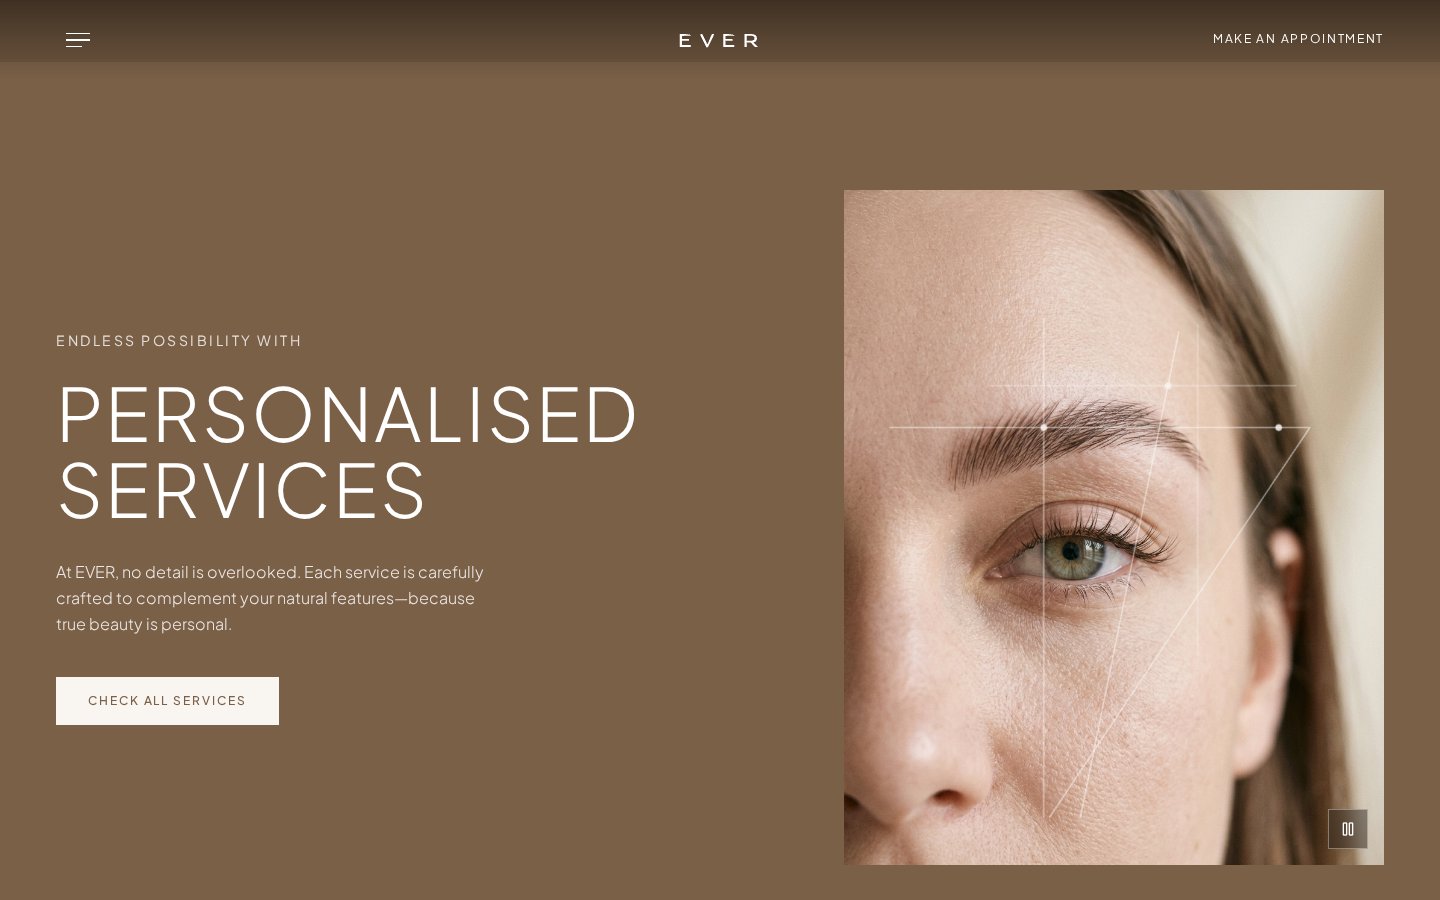 EVER
MAKE AN APPOINTMENT
ENDLESS POSSIBILITY WITH
PERSONALISED
SERVICES
At EVER, no detail is overlooked. Each service is carefully
crafted to complement your natural features—because
true beauty is personal.
CHECK ALL SERVICES